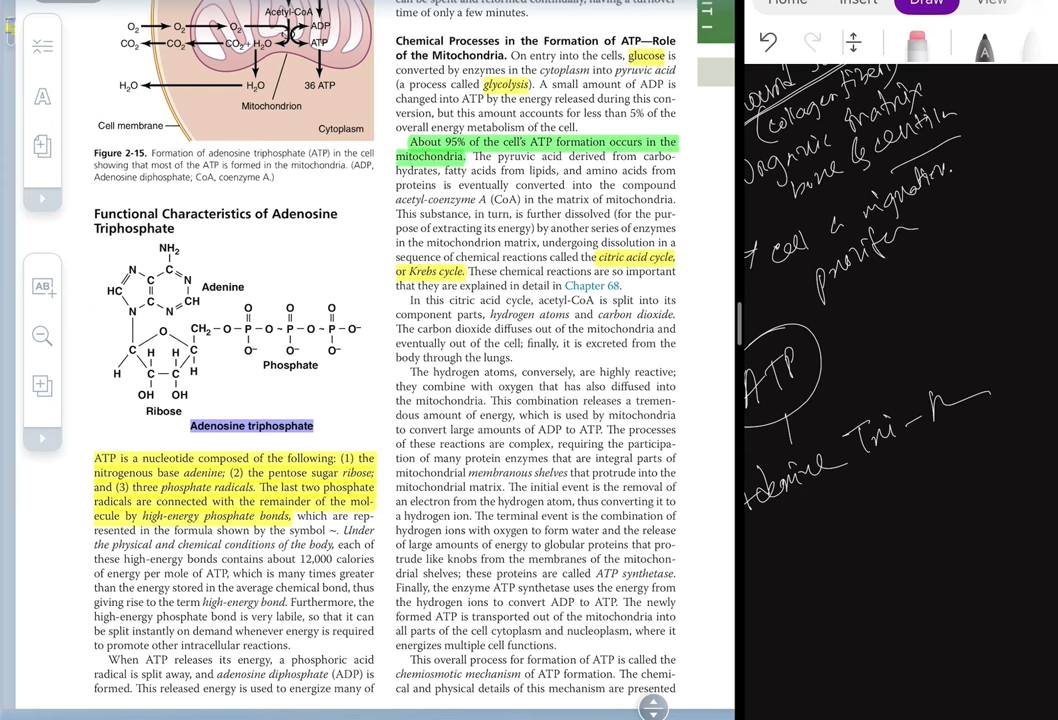 Acetyl-CoA
O2 O2 O2 ADP
CO2 CO2 CO2 + H2O ATP
H2O H2O 36 ATP
Mitochondrion
Cell membrane
Cytoplasm
Figure 2-15. Formation of adenosine triphosphate (ATP) in the cell
showing that most of the ATP is formed in the mitochondria. (ADP,
Adenosine diphosphate; CoA, coenzyme A.)
Functional Characteristics of Adenosine
Triphosphate
NH2
N C N
HC C CH
N C N
Adenine
O O O
CH2–O–P–O~P–O~P–O–
O– O– O–
Phosphate
O
C H H C
H C–C H
OH OH
Ribose
Adenosine triphosphate
ATP is a nucleotide composed of the following: (1) the
nitrogenous base adenine; (2) the pentose sugar ribose;
and (3) three phosphate radicals. The last two phosphate
radicals are connected with the remainder of the mol-
ecule by high-energy phosphate bonds, which are rep-
resented in the formula shown by the symbol ~. Under
the physical and chemical conditions of the body, each of
these high-energy bonds contains about 12,000 calories
of energy per mole of ATP, which is many times greater
than the energy stored in the average chemical bond, thus
giving rise to the term high-energy bond. Furthermore, the
high-energy phosphate bond is very labile, so that it can
be split instantly on demand whenever energy is required
to promote other intracellular reactions.
When ATP releases its energy, a phosphoric acid
radical is split away, and adenosine diphosphate (ADP) is
formed. This released energy is used to energize many of
time of only a few minutes.
Chemical Processes in the Formation of ATP—Role
of the Mitochondria. On entry into the cells, glucose is
converted by enzymes in the cytoplasm into pyruvic acid
(a process called glycolysis). A small amount of ADP is
changed into ATP by the energy released during this con-
version, but this amount accounts for less than 5% of the
overall energy metabolism of the cell.
About 95% of the cell's ATP formation occurs in the
mitochondria. The pyruvic acid derived from carbo-
hydrates, fatty acids from lipids, and amino acids from
proteins is eventually converted into the compound
acetyl-coenzyme A (CoA) in the matrix of mitochondria.
This substance, in turn, is further dissolved (for the pur-
pose of extracting its energy) by another series of enzymes
in the mitochondrion matrix, undergoing dissolution in a
sequence of chemical reactions called the citric acid cycle,
or Krebs cycle. These chemical reactions are so important
that they are explained in detail in Chapter 68.
In this citric acid cycle, acetyl-CoA is split into its
component parts, hydrogen atoms and carbon dioxide.
The carbon dioxide diffuses out of the mitochondria and
eventually out of the cell; finally, it is excreted from the
body through the lungs.
The hydrogen atoms, conversely, are highly reactive;
they combine with oxygen that has also diffused into
the mitochondria. This combination releases a tremen-
dous amount of energy, which is used by mitochondria
to convert large amounts of ADP to ATP. The processes
of these reactions are complex, requiring the participa-
tion of many protein enzymes that are integral parts of
mitochondrial membranous shelves that protrude into the
mitochondrial matrix. The initial event is the removal of
an electron from the hydrogen atom, thus converting it to
a hydrogen ion. The terminal event is the combination of
hydrogen ions with oxygen to form water and the release
of large amounts of energy to globular proteins that pro-
trude like knobs from the membranes of the mitochon-
drial shelves; these proteins are called ATP synthetase.
Finally, the enzyme ATP synthetase uses the energy from
the hydrogen ions to convert ADP to ATP. The newly
formed ATP is transported out of the mitochondria into
all parts of the cell cytoplasm and nucleoplasm, where it
energizes multiple cell functions.
This overall process for formation of ATP is called the
chemiosmotic mechanism of ATP formation. The chemi-
cal and physical details of this mechanism are presented
Home Insert Draw View
(collagen fiber)
matrix
bone &
cell migration
ATP
Tri-